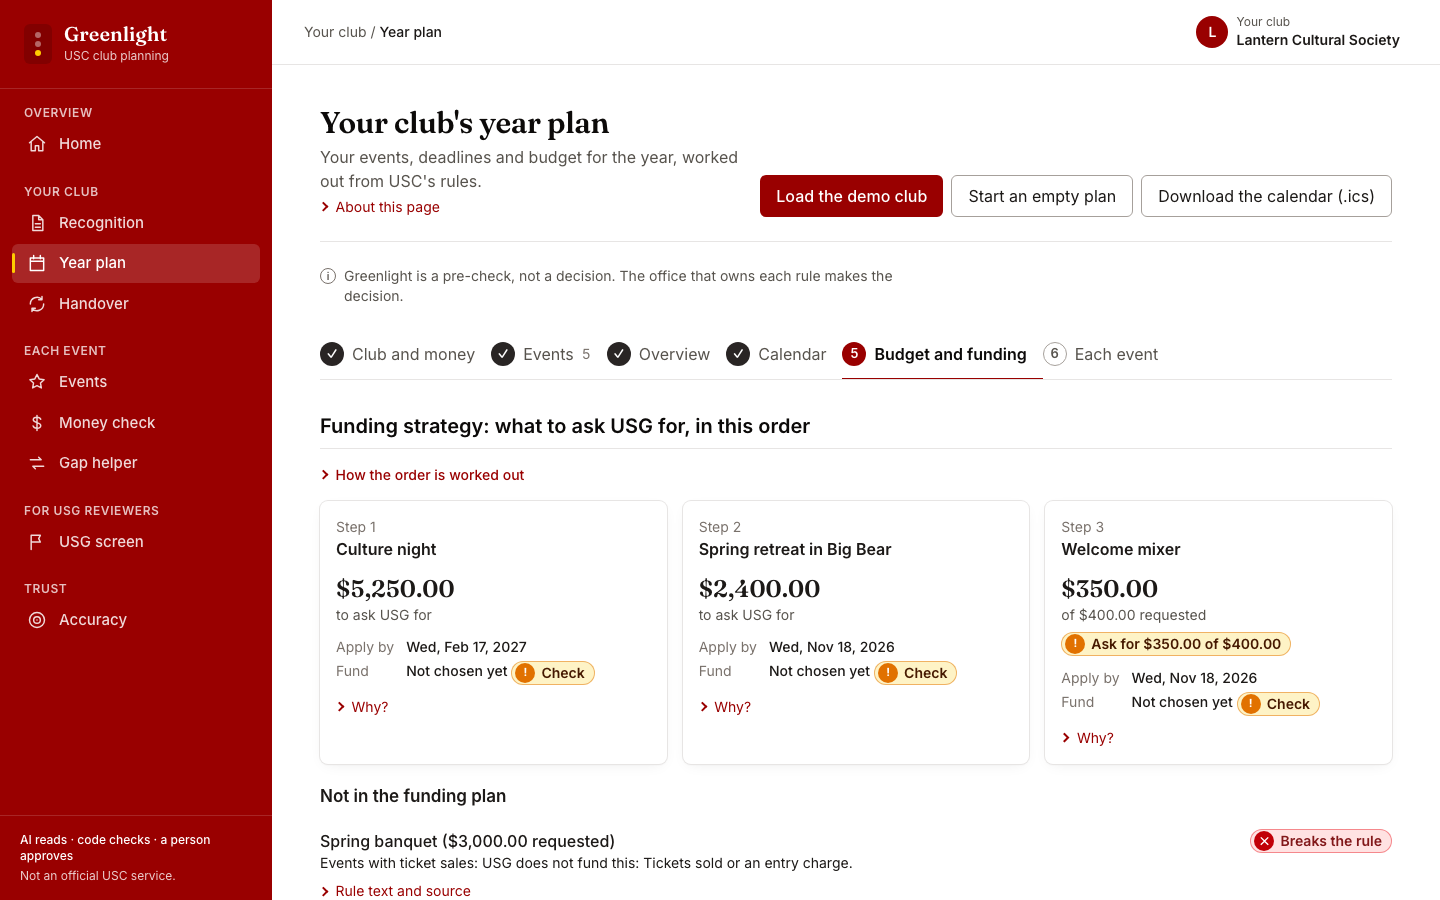 Greenlight
USC club planning
OVERVIEW
Home
YOUR CLUB
Recognition
Year plan
Handover
EACH EVENT
Events
Money check
Gap helper
FOR USG REVIEWERS
USG screen
TRUST
Accuracy
AI reads · code checks · a person
approves
Not an official USC service.
Your club / Year plan
L
Your club
Lantern Cultural Society
Your club's year plan
Your events, deadlines and budget for the year, worked
out from USC's rules.
About this page
Load the demo club
Start an empty plan
Download the calendar (.ics)
Greenlight is a pre-check, not a decision. The office that owns each rule makes the
decision.
Club and money
Events 5
Overview
Calendar
5 Budget and funding
6 Each event
Funding strategy: what to ask USG for, in this order
How the order is worked out
Step 1
Culture night
$5,250.00
to ask USG for
Apply by Wed, Feb 17, 2027
Fund Not chosen yet ! Check
Why?
Step 2
Spring retreat in Big Bear
$2,400.00
to ask USG for
Apply by Wed, Nov 18, 2026
Fund Not chosen yet ! Check
Why?
Step 3
Welcome mixer
$350.00
of $400.00 requested
! Ask for $350.00 of $400.00
Apply by Wed, Nov 18, 2026
Fund Not chosen yet ! Check
Why?
Not in the funding plan
Spring banquet ($3,000.00 requested)
Breaks the rule
Events with ticket sales: USG does not fund this: Tickets sold or an entry charge.
Rule text and source